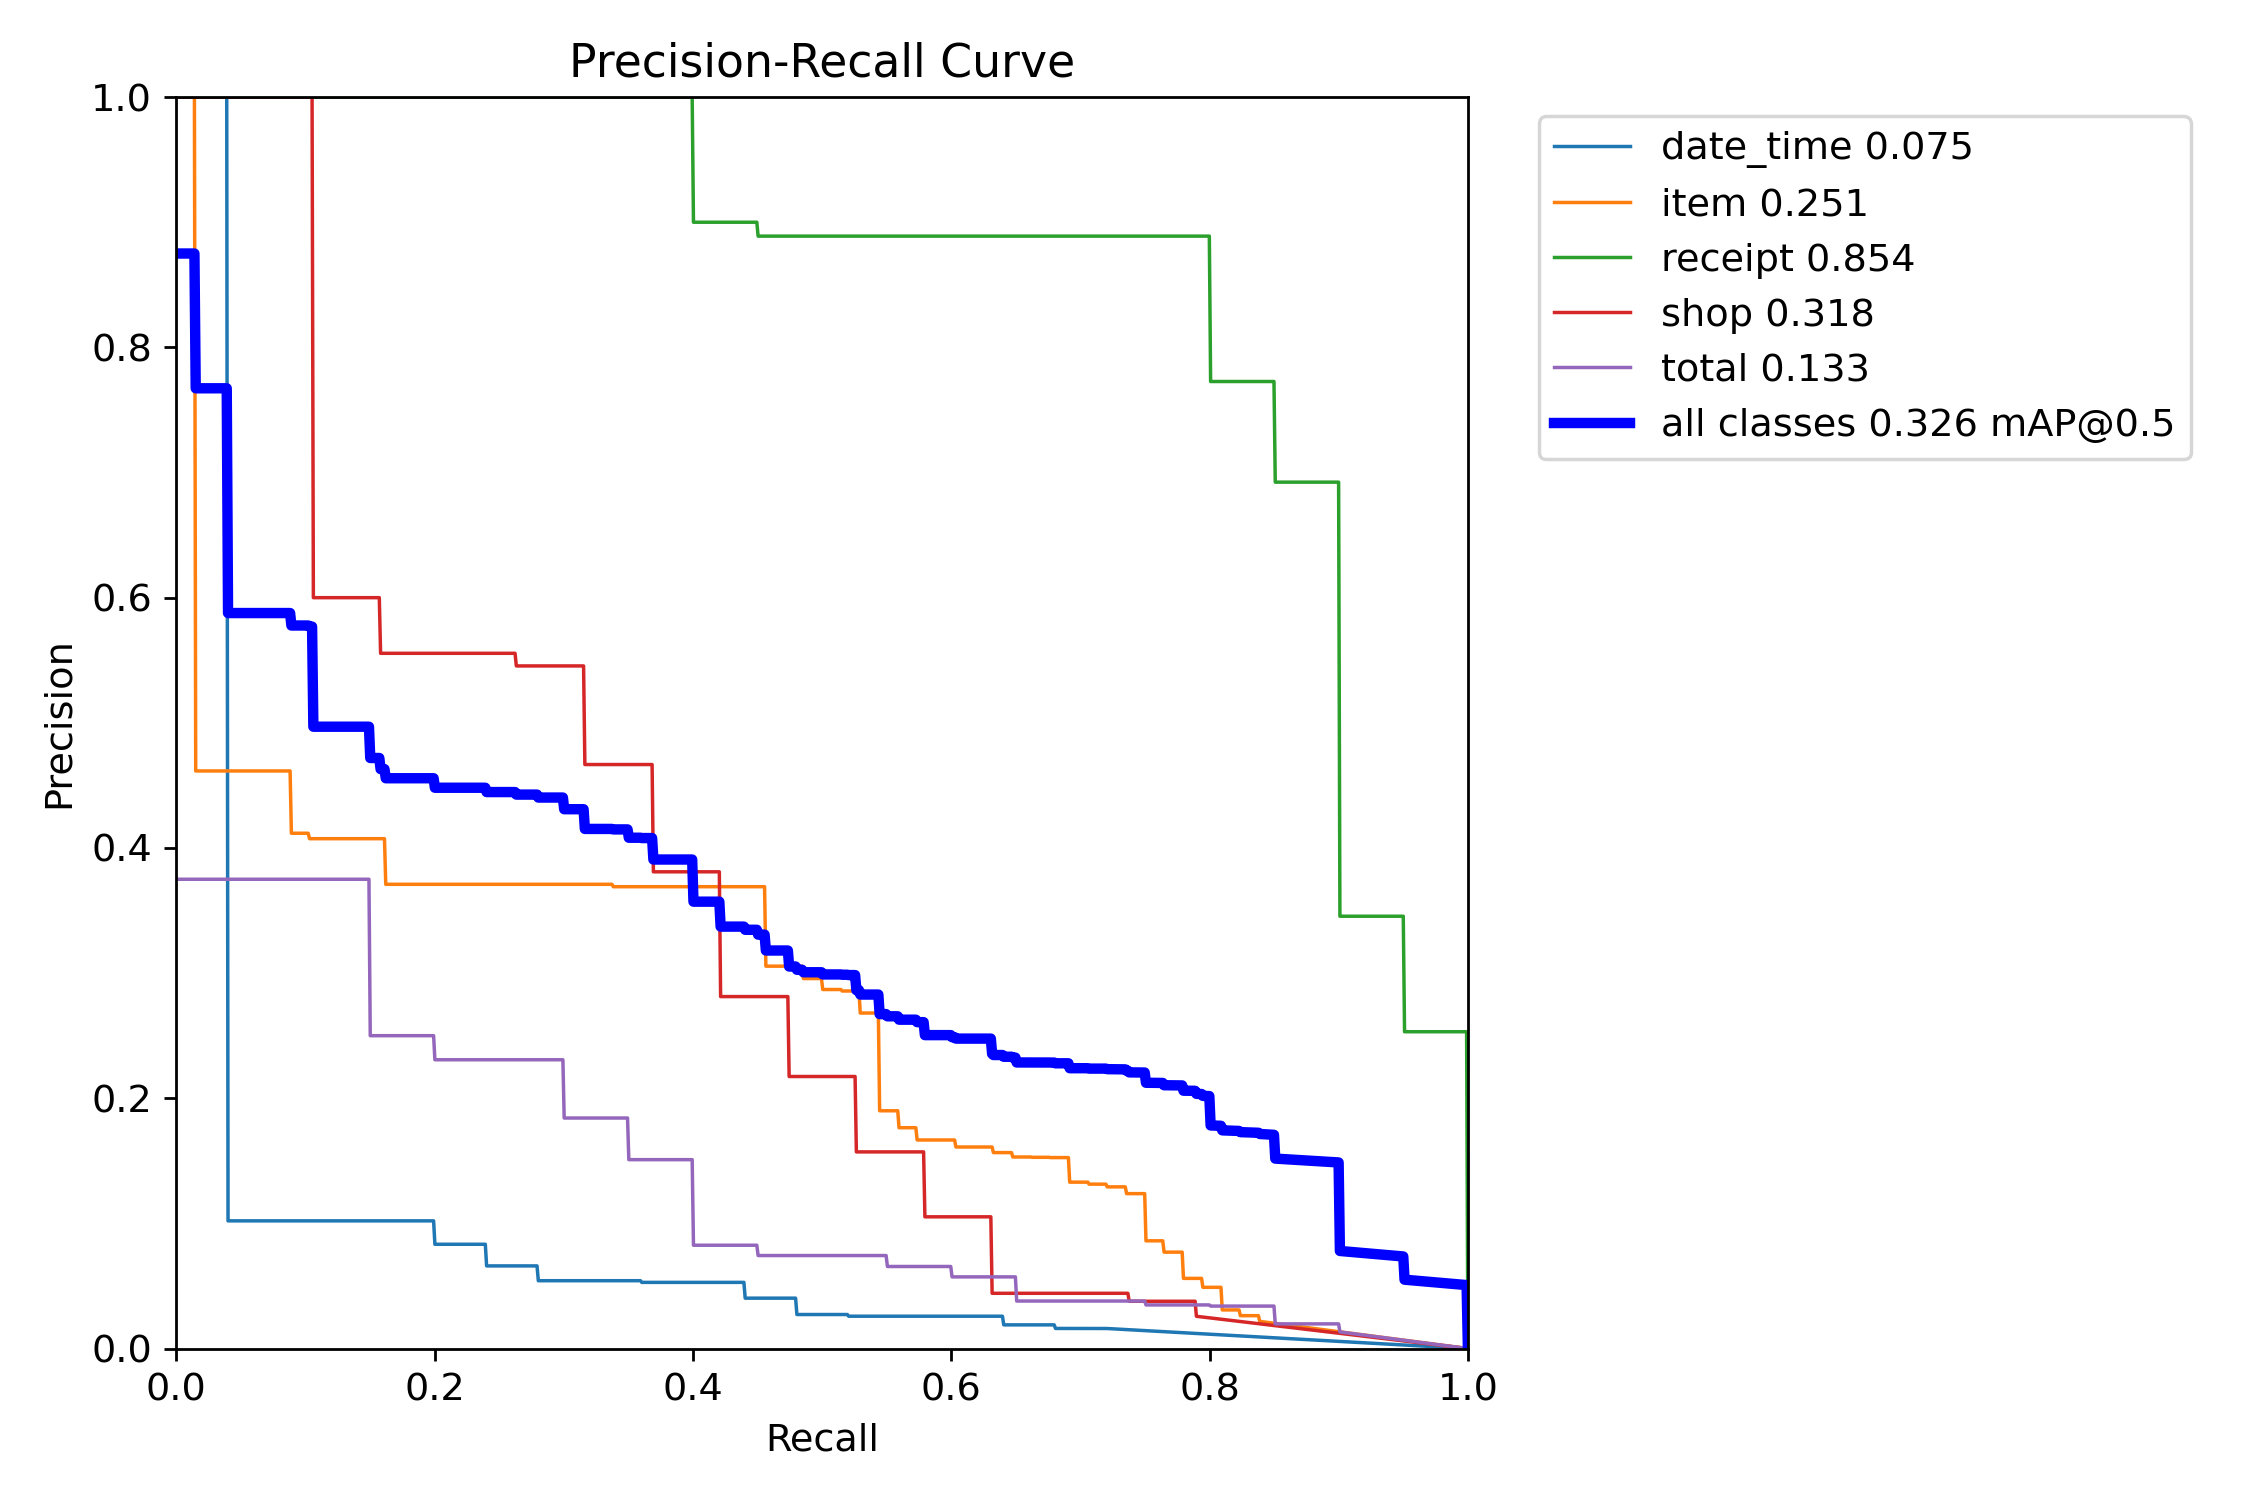 Precision-Recall Curve
1.0
0.8
0.6
0.4
0.2
0.0
Precision
0.0 0.2 0.4 0.6 0.8 1.0
Recall
date_time 0.075
item 0.251
receipt 0.854
shop 0.318
total 0.133
all classes 0.326 mAP@0.5